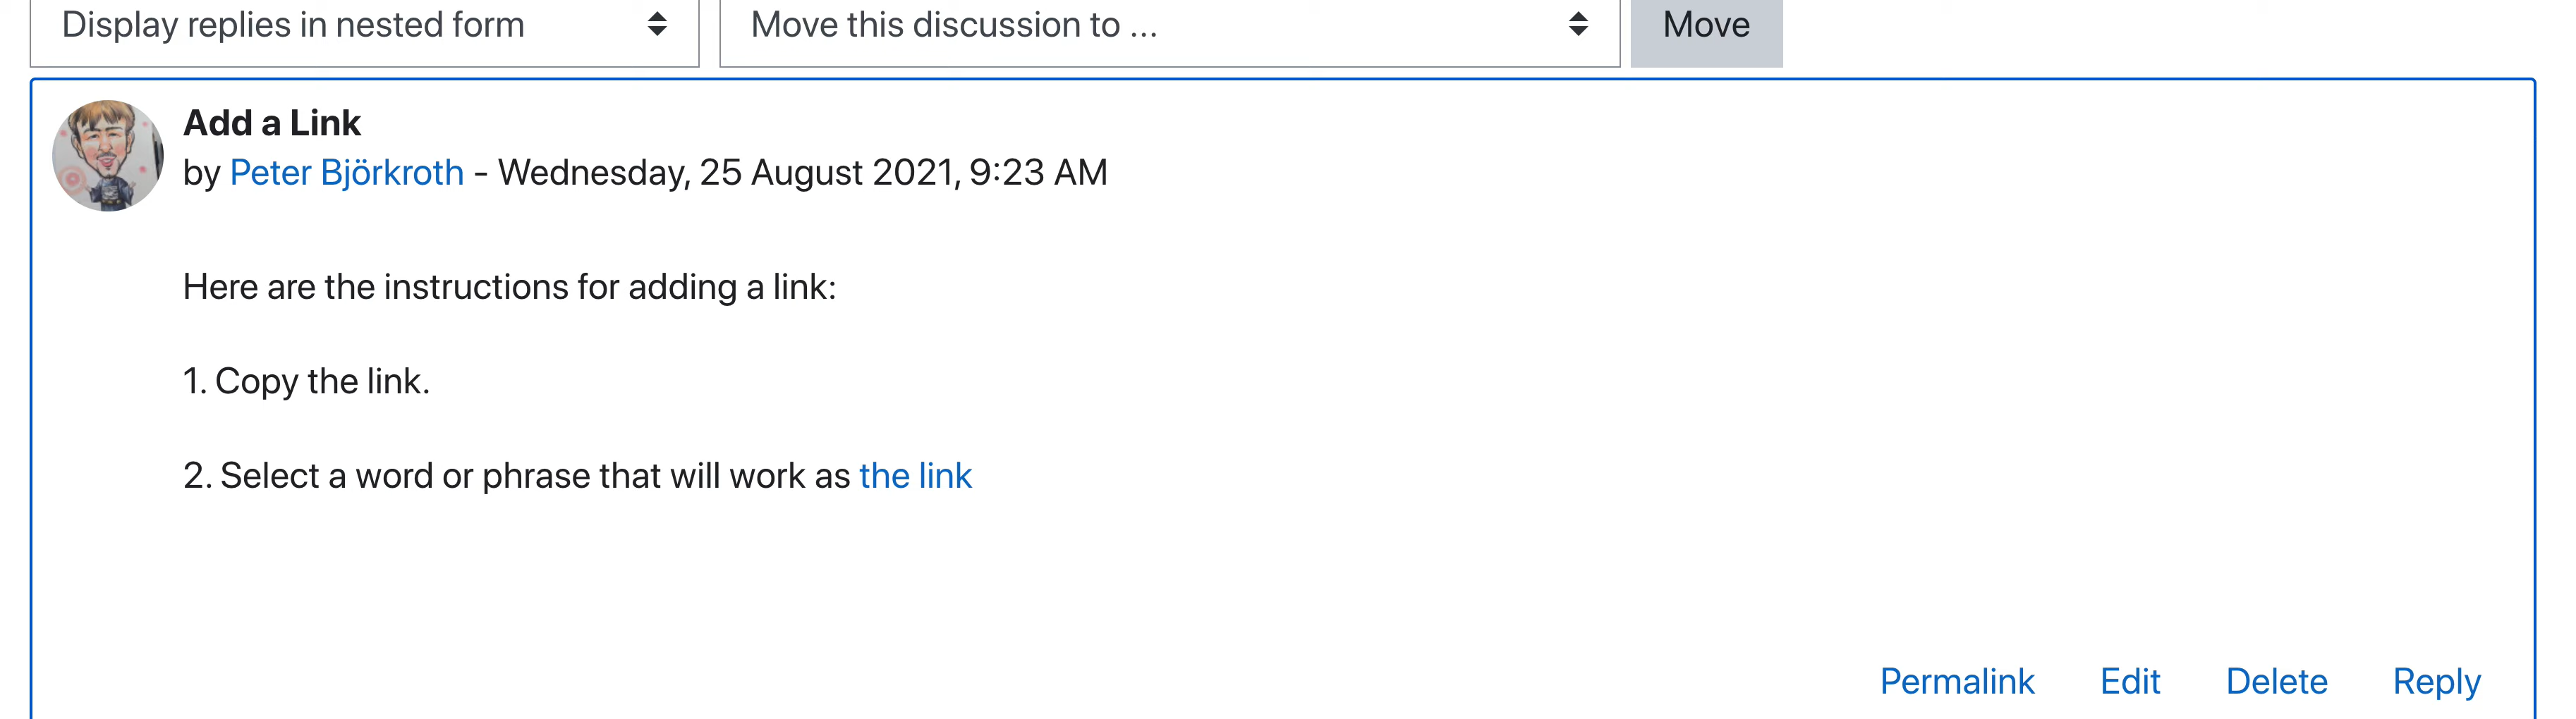 Display replies in nested form
Move this discussion to ...
Move
Add a Link
by Peter Björkroth - Wednesday, 25 August 2021, 9:23 AM
Here are the instructions for adding a link:
1. Copy the link.
2. Select a word or phrase that will work as the link
Permalink Edit Delete Reply